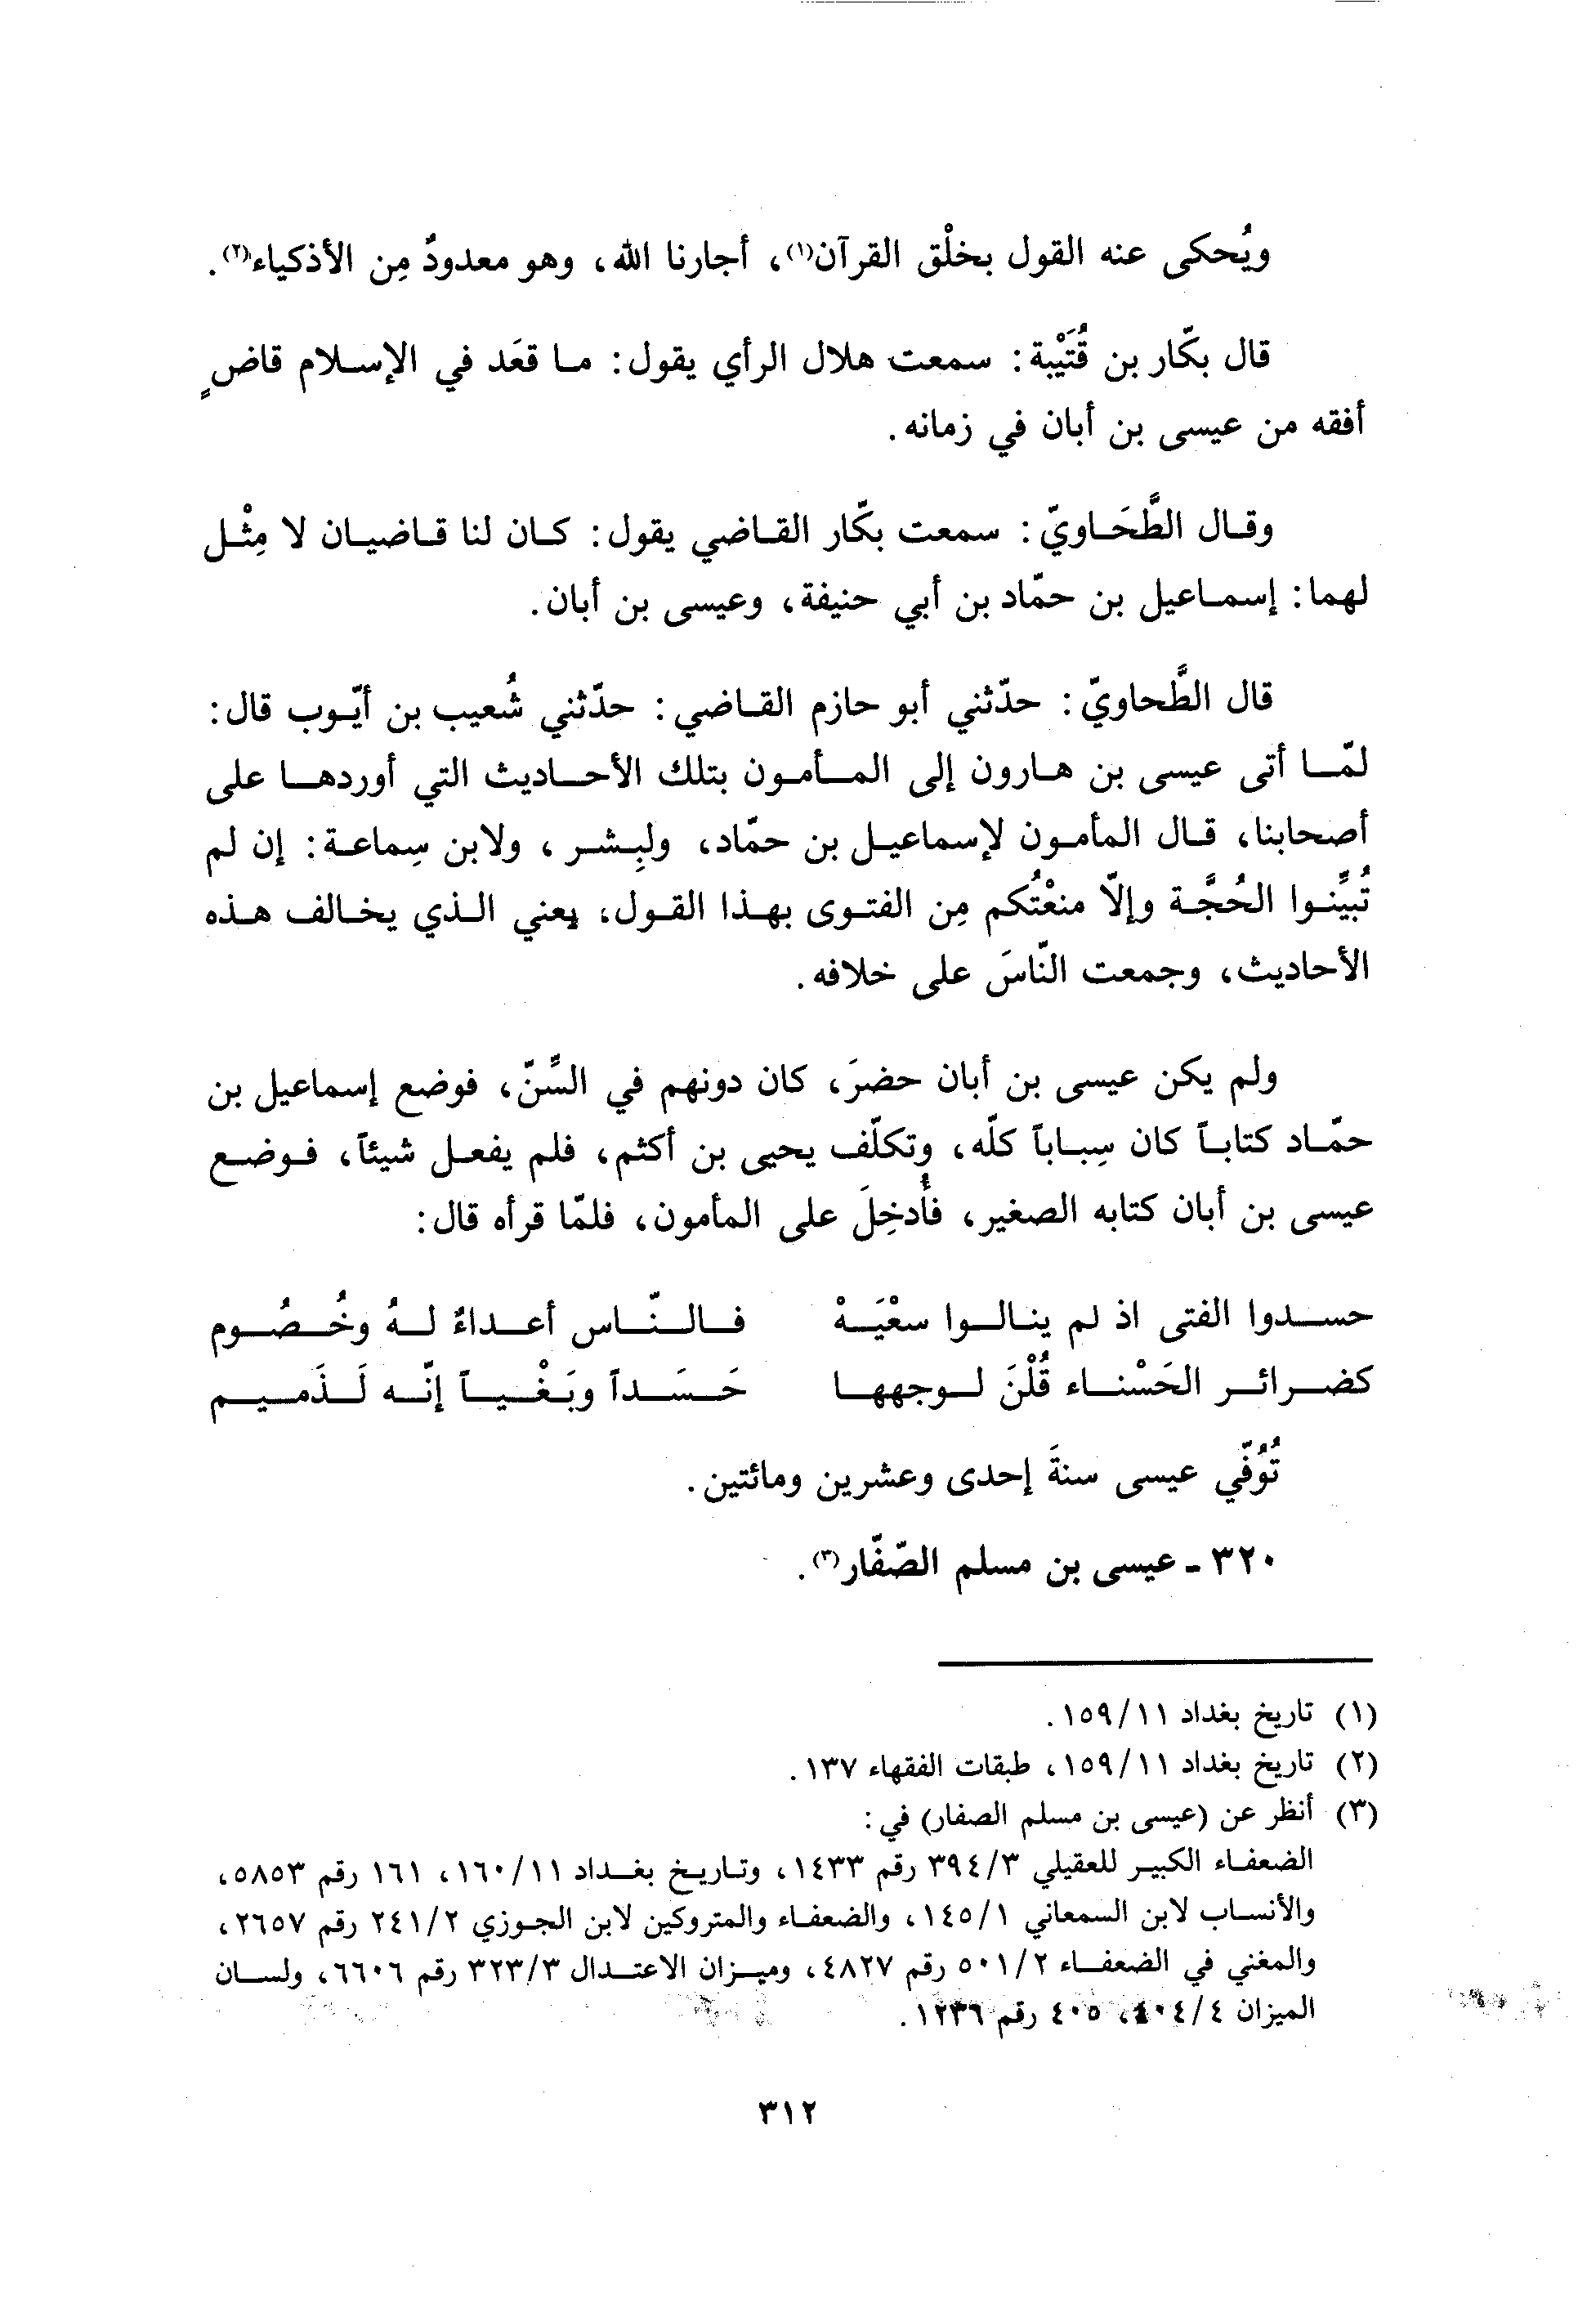 ويُحكى عنه القول بخلْق القرآن(١)، أجارنا الله، وهو معدودٌ مِن الأذكياء(٢).
قال بكّار بن قُتَيْبة: سمعت هلال الرأي يقول: ما قعَد في الإسلام قاضٍ
أفقه من عيسى بن أبان في زمانه.
وقال الطَّحَاويّ: سمعت بكّار القاضي يقول: كان لنا قاضيان لا مِثْل
لهما: إسماعيل بن حمّاد بن أبي حنيفة، وعيسى بن أبان.
قال الطَّحاويّ: حدّثني أبو حازم القاضي: حدّثني شُعيب بن أيّوب قال:
لمّا أتى عيسى بن هارون إلى المأمون بتلك الأحاديث التي أوردها على
أصحابنا، قال المأمون لإسماعيل بن حمّاد، ولبِشر، ولابن سِماعة: إن لم
تُبيِّنوا الحُجَّة وإلاّ منعْتُكم مِن الفتوى بهذا القول، يعني الذي يخالف هذه
الأحاديث، وجمعت النّاسَ على خلافه.
ولم يكن عيسى بن أبان حضرَ، كان دونهم في السِّنّ، فوضع إسماعيل بن
حمّاد كتاباً كان سِباباً كلّه، وتكلّف يحيى بن أكثم، فلم يفعل شيئاً، فوضع
عيسى بن أبان كتابه الصغير، فأُدخِلَ على المأمون، فلمّا قرأه قال:
حسدوا الفتى اذ لم ينالوا سعْيَهْ فالنّاس أعداءٌ لهُ وخُصُوم
كضرائر الحَسْناء قُلْنَ لوجهها حَسَداً وبَغْياً إنّه لَذَميم
تُوُفّي عيسى سنةَ إحدى وعشرين ومائتين.
٣٢٠ - عيسى بن مسلم الصّفّار(٣).
(١) تاريخ بغداد ١٥٩/١١.
(٢) تاريخ بغداد ١٥٩/١١، طبقات الفقهاء ١٣٧.
(٣) أنظر عن (عيسى بن مسلم الصفار) في:
الضعفاء الكبير للعقيلي ٣٩٤/٣ رقم ١٤٣٣، وتاريخ بغداد ١٦٠/١١، ١٦١ رقم ٥٨٥٣،
والأنساب لابن السمعاني ١٤٥/١، والضعفاء والمتروكين لابن الجوزي ٢٤١/٢ رقم ٢٦٥٧،
والمغني في الضعفاء ٥٠١/٢ رقم ٤٨٢٧، وميزان الاعتدال ٣٢٣/٣ رقم ٦٦٠٦، ولسان
الميزان ٤٠٤/٤، ٤٠٥ رقم ١٢٣٦.
٣١٢